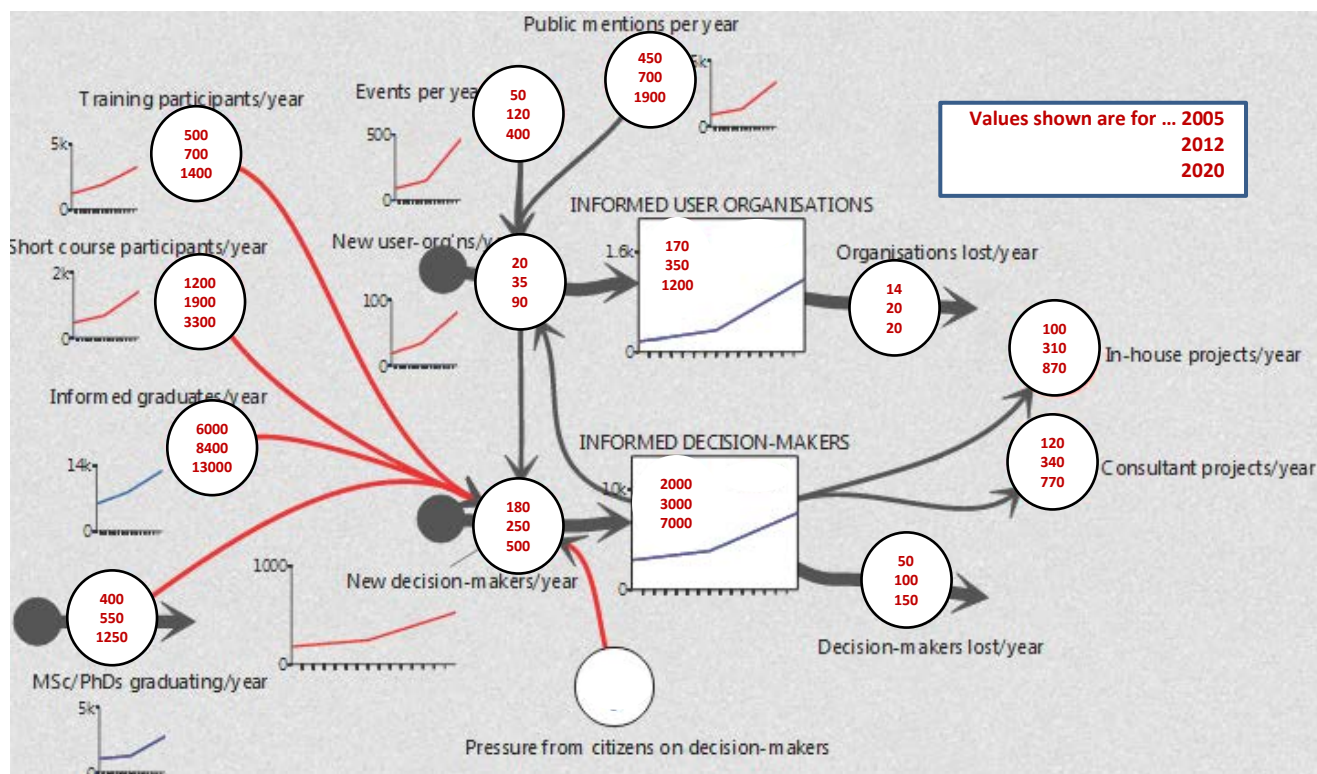 Public mentions per year
450
700
1900
5k
0
Events per yea
50
120
400
500
0
Training participants/year
500
700
1400
5k
0
Values shown are for ... 2005
2012
2020
INFORMED USER ORGANISATIONS
170
350
1200
1.6k
0
New user-org'ns/y
20
35
90
100
0
Organisations lost/year
14
20
20
Short course participants/year
1200
1900
3300
2k
0
100
310
870
In-house projects/year
Informed graduates/year
6000
8400
13000
14k
0
INFORMED DECISION-MAKERS
2000
3000
7000
10k
0
120
340
770
Consultant projects/year
180
250
500
New decision-makers/year
1000
0
50
100
150
Decision-makers lost/year
400
550
1250
MSc/PhDs graduating/year
5k
0
Pressure from citizens on decision-makers